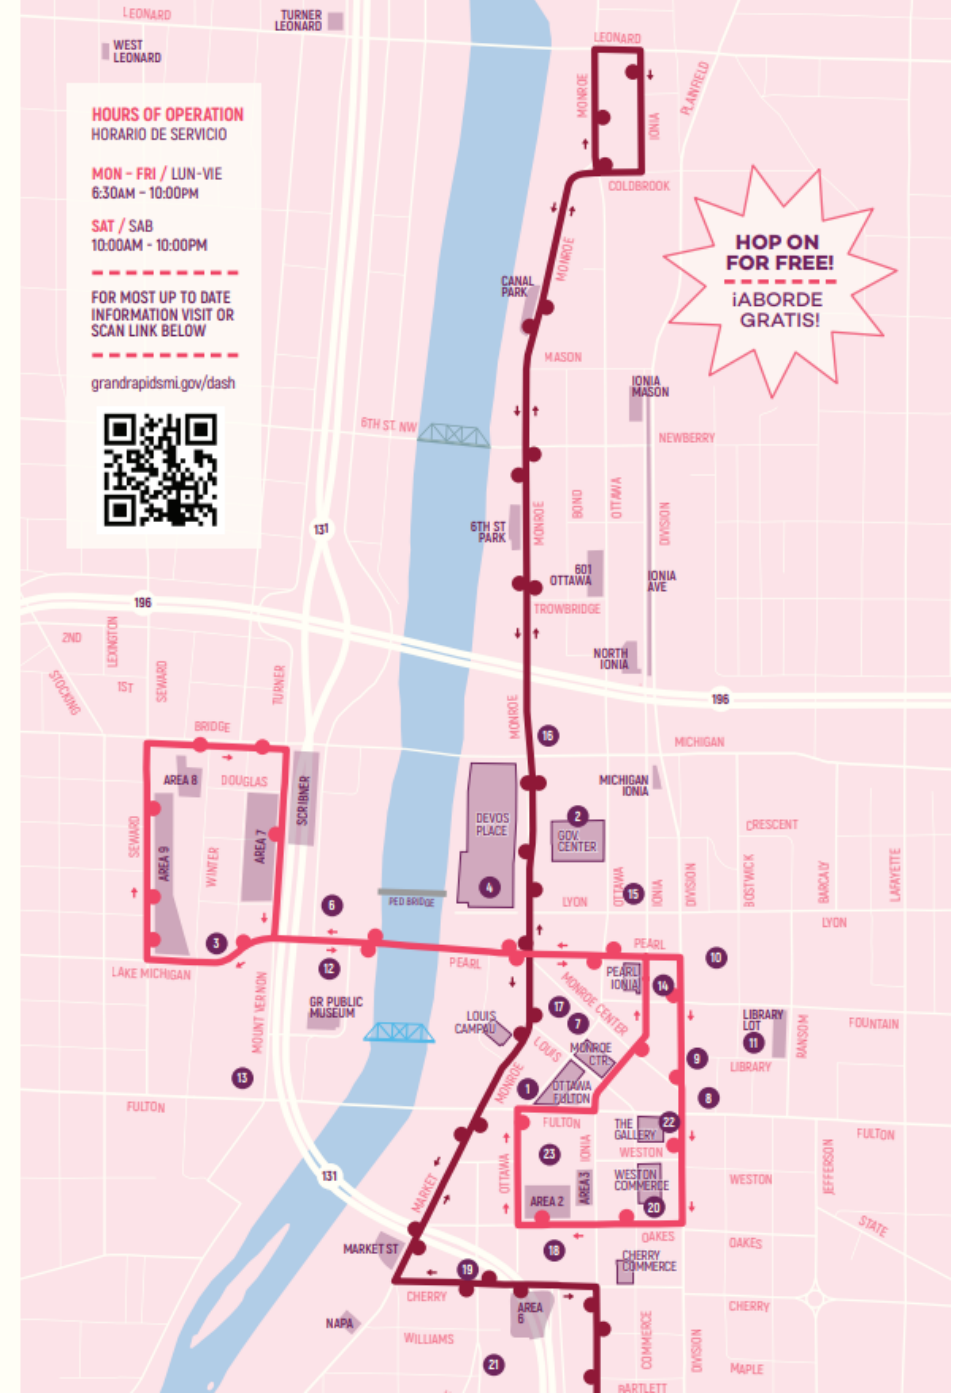 LEONARD
TURNER
LEONARD
WEST
LEONARD
LEONARD
MONROE
IONIA
PLAINFIELD
COLDBROOK
HOURS OF OPERATION
HORARIO DE SERVICIO
MON - FRI / LUN-VIE
6:30AM - 10:00PM
SAT / SAB
10:00AM - 10:00PM
FOR MOST UP TO DATE
INFORMATION VISIT OR
SCAN LINK BELOW
grandrapidsmi.gov/dash
HOP ON
FOR FREE!
¡ABORDE
GRATIS!
MONROE
CANAL
PARK
MASON
IONIA
MASON
6TH ST. NW
NEWBERRY
131
6TH ST
PARK
MONROE
BOND
OTTAWA
DIVISION
601
OTTAWA
IONIA
AVE
TROWBRIDGE
196
2ND
LEXINGTON
STOCKING
1ST
SEWARD
TURNER
NORTH
IONIA
196
BRIDGE
MONROE
16
MICHIGAN
AREA 8
DOUGLAS
SCRIBNER
MICHIGAN
IONIA
SEWARD
AREA 9
WINTER
AREA 7
DEVOS
PLACE
2
GOV.
CENTER
CRESCENT
4
PED BRIDGE
LYON
OTTAWA
15
IONIA
DIVISION
BOSTWICK
BARCALY
LAFAYETTE
LYON
6
3
12
PEARL
PEARL
10
LAKE MICHIGAN
MOUNT VERNON
GR PUBLIC
MUSEUM
PEARL
IONIA
14
MONROE CENTER
LOUIS
CAMPAU
17
7
LIBRARY
LOT
11
RANSOM
FOUNTAIN
LOUIS
MONROE
CTR.
9
LIBRARY
13
MONROE
1
OTTAWA
FULTON
8
FULTON
FULTON
THE
GALLERY
22
FULTON
23
IONIA
WESTON
131
OTTAWA
MARKET
AREA 3
WESTON
COMMERCE
WESTON
JEFFERSON
AREA 2
20
STATE
MARKET ST
18
OAKES
OAKES
19
CHERRY
COMMERCE
CHERRY
AREA
6
CHERRY
NAPA
WILLIAMS
COMMERCE
DIVISION
21
MAPLE
BARTLETT